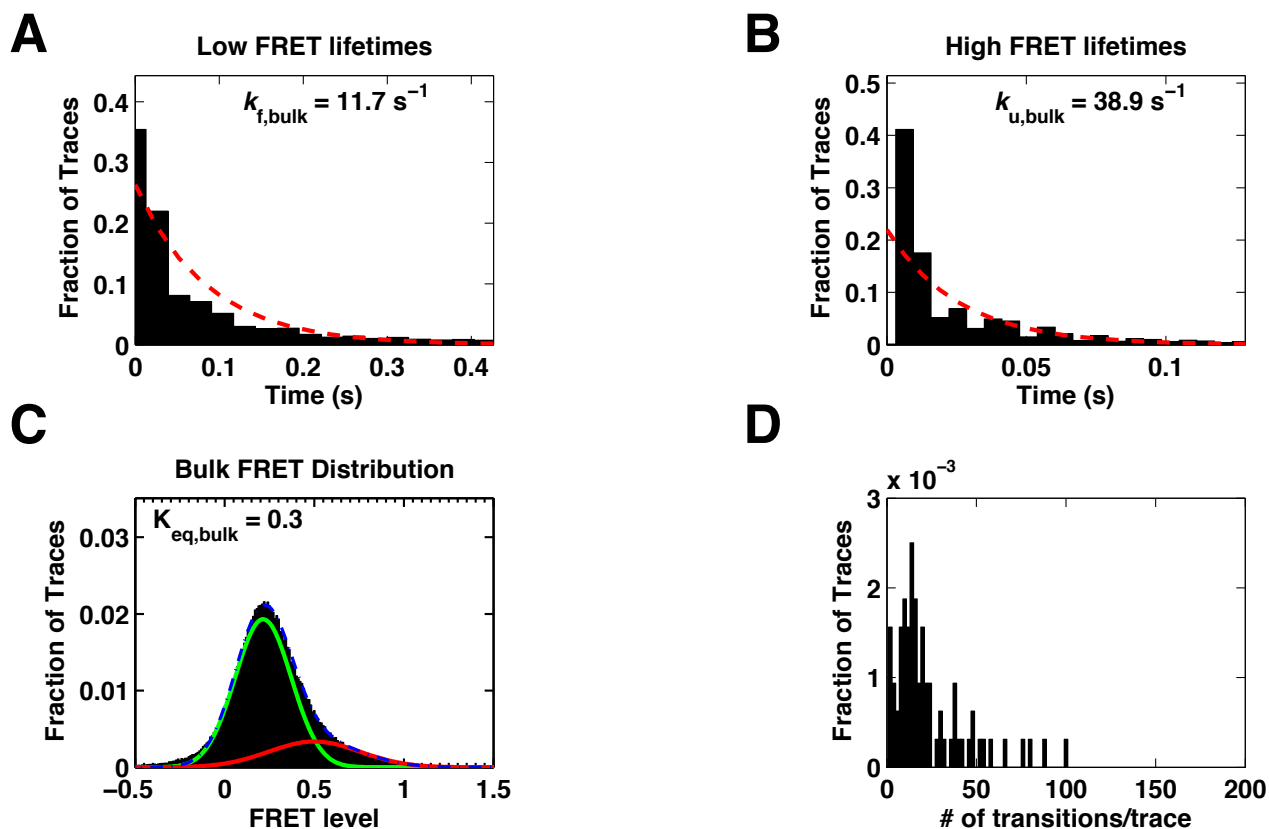 A
Low FRET lifetimes
k_f,bulk = 11.7 s⁻¹
Fraction of Traces
0.4
0.3
0.2
0.1
0
0
0.1
0.2
0.3
0.4
Time (s)
B
High FRET lifetimes
k_u,bulk = 38.9 s⁻¹
Fraction of Traces
0.5
0.4
0.3
0.2
0.1
0
0
0.05
0.1
Time (s)
C
Bulk FRET Distribution
K_eq,bulk = 0.3
Fraction of Traces
0.03
0.02
0.01
0
−0.5
0
0.5
1
1.5
FRET level
D
x 10⁻³
Fraction of Traces
3
2
1
0
0
50
100
150
200
# of transitions/trace